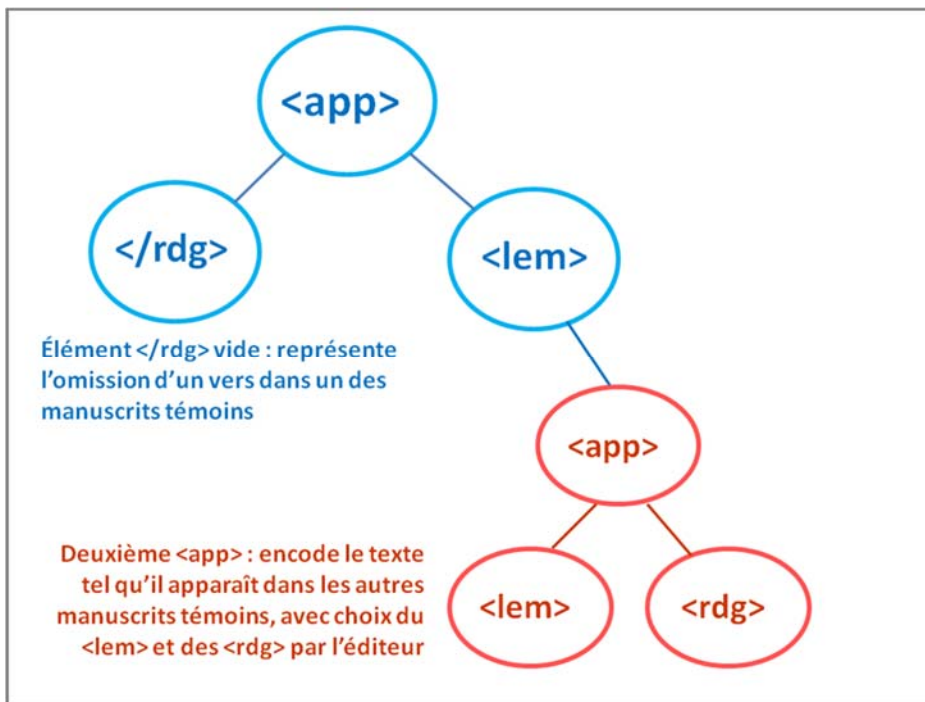 <app>
</rdg>
<lem>
Élément </rdg> vide : représente
l'omission d'un vers dans un des
manuscrits témoins
<app>
Deuxième <app> : encode le texte
tel qu'il apparaît dans les autres
manuscrits témoins, avec choix du
<lem> et des <rdg> par l'éditeur
<lem>
<rdg>